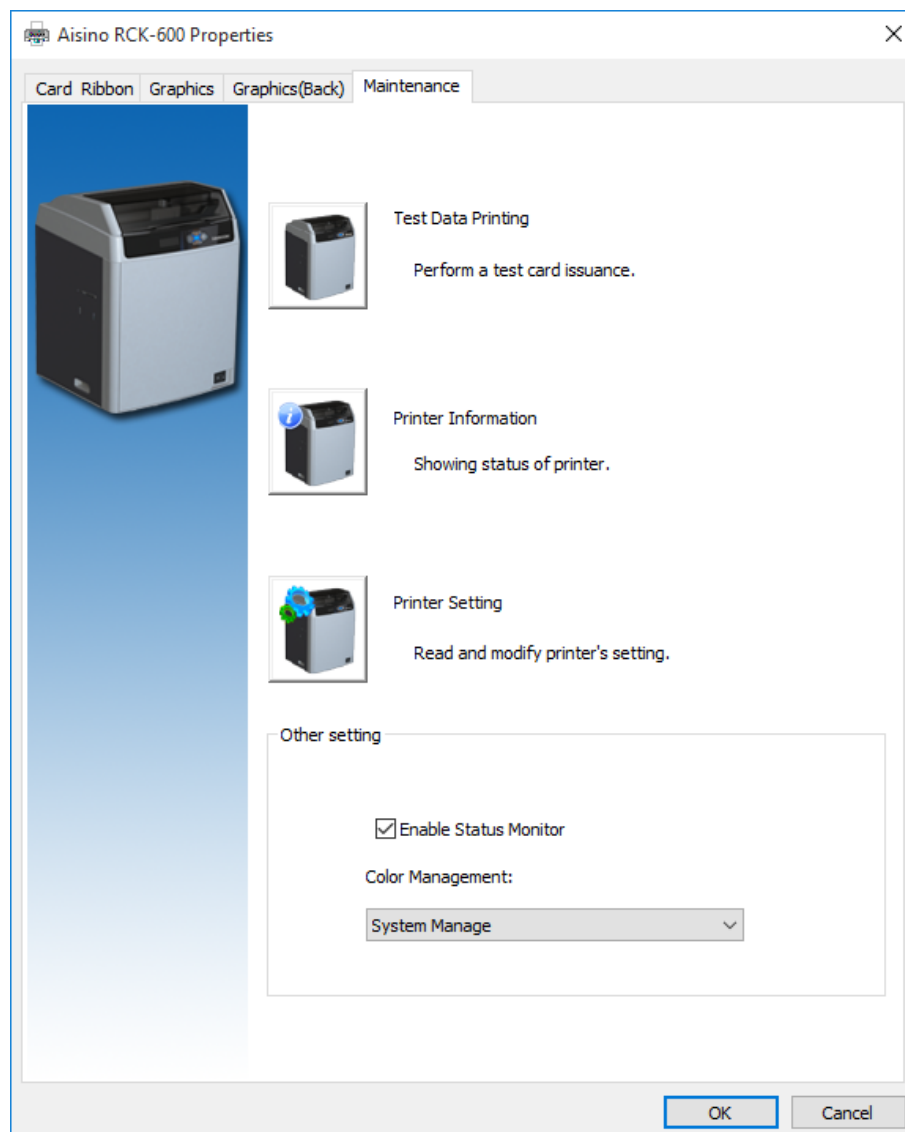 Aisino RCK-600 Properties
Card Ribbon Graphics Graphics(Back) Maintenance
Test Data Printing
Perform a test card issuance.
Printer Information
Showing status of printer.
Printer Setting
Read and modify printer's setting.
Other setting
Enable Status Monitor
Color Management:
System Manage
OK Cancel